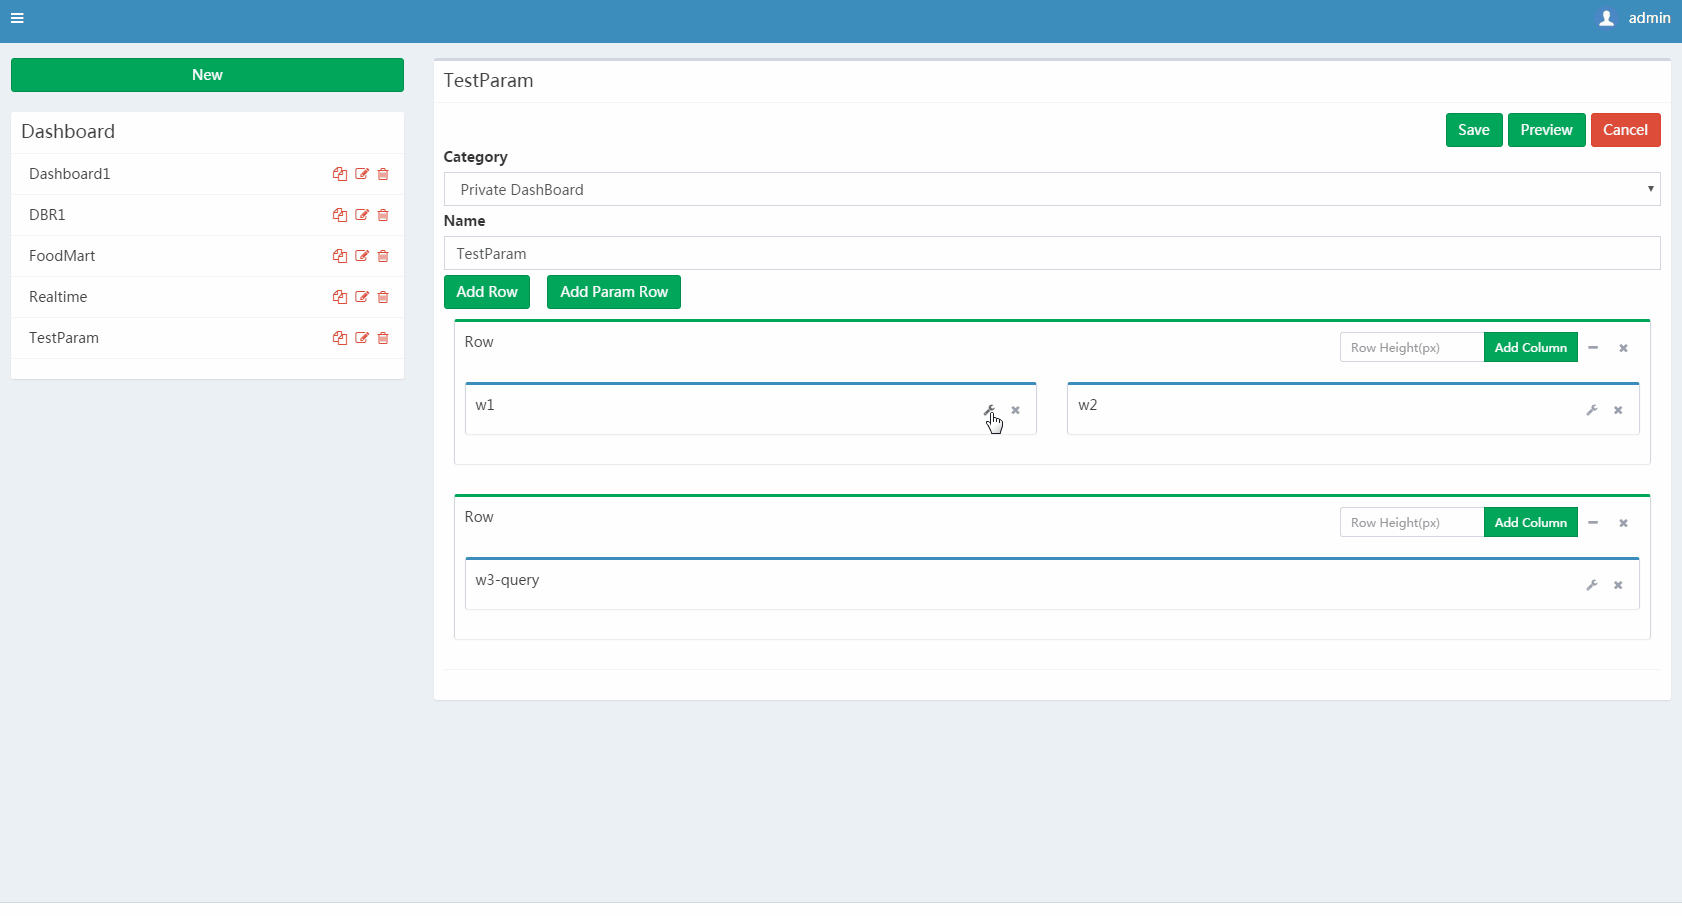 admin
New
Dashboard
Dashboard1
DBR1
FoodMart
Realtime
TestParam
TestParam
Save Preview Cancel
Category
Private DashBoard
Name
TestParam
Add Row Add Param Row
Row Row Height(px) Add Column
w1 w2
Row Row Height(px) Add Column
w3-query